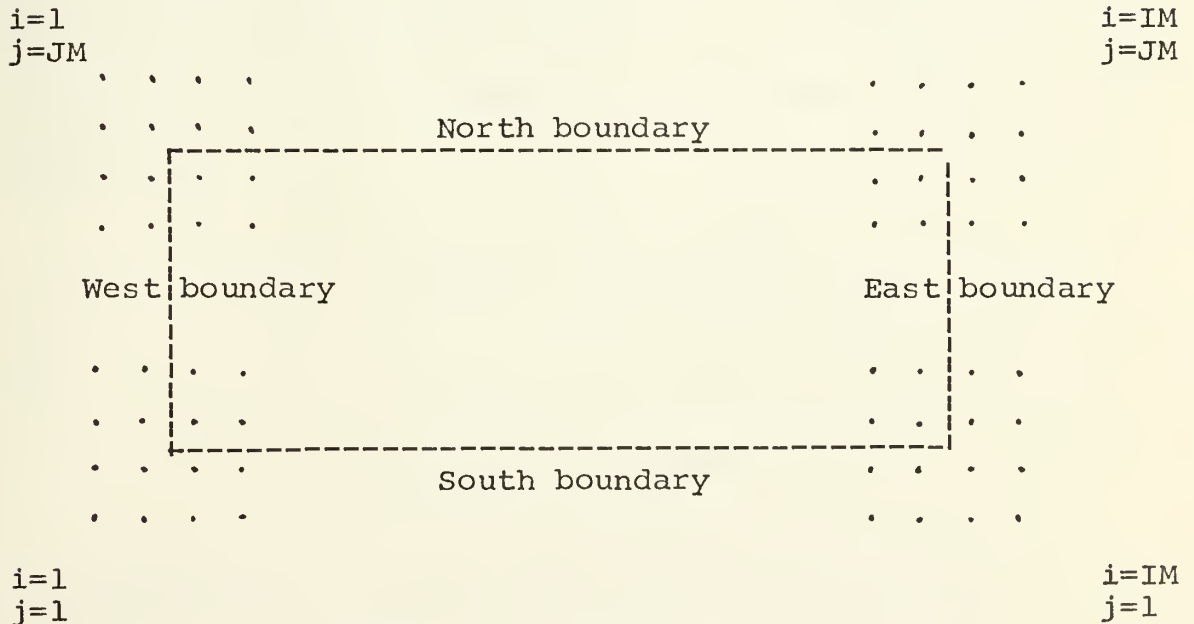 i=1
j=JM
i=IM
j=JM
North boundary
West boundary
East boundary
South boundary
i=1
j=1
i=IM
j=1